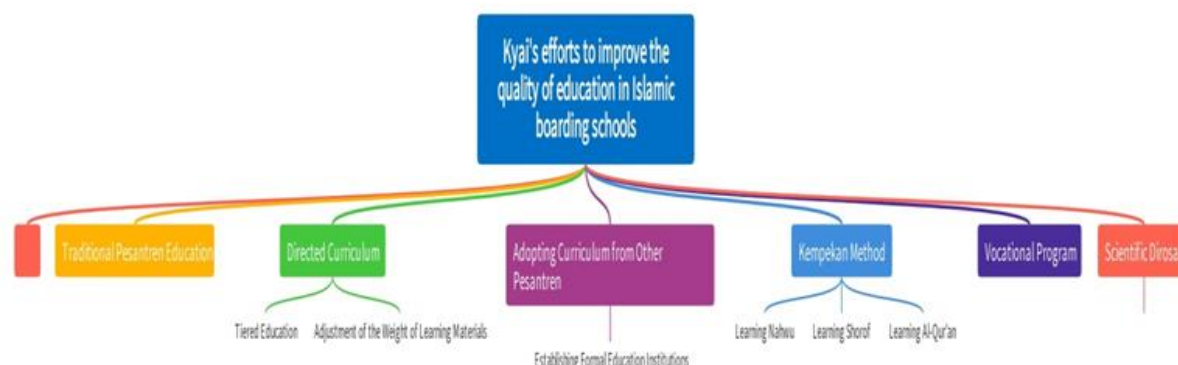 Kyai's efforts to improve the
quality of education in Islamic
boarding schools
Traditional Pesantren Education
Directed Curriculum
Adopting Curriculum from Other
Pesantren
Kempekan Method
Vocational Program
Scientific Dirosa
Tiered Education
Adjustment of the Weight of Learning Materials
Learning Nahwu
Learning Shorof
Learning Al-Qur'an
Establishing Formal Education Institutions